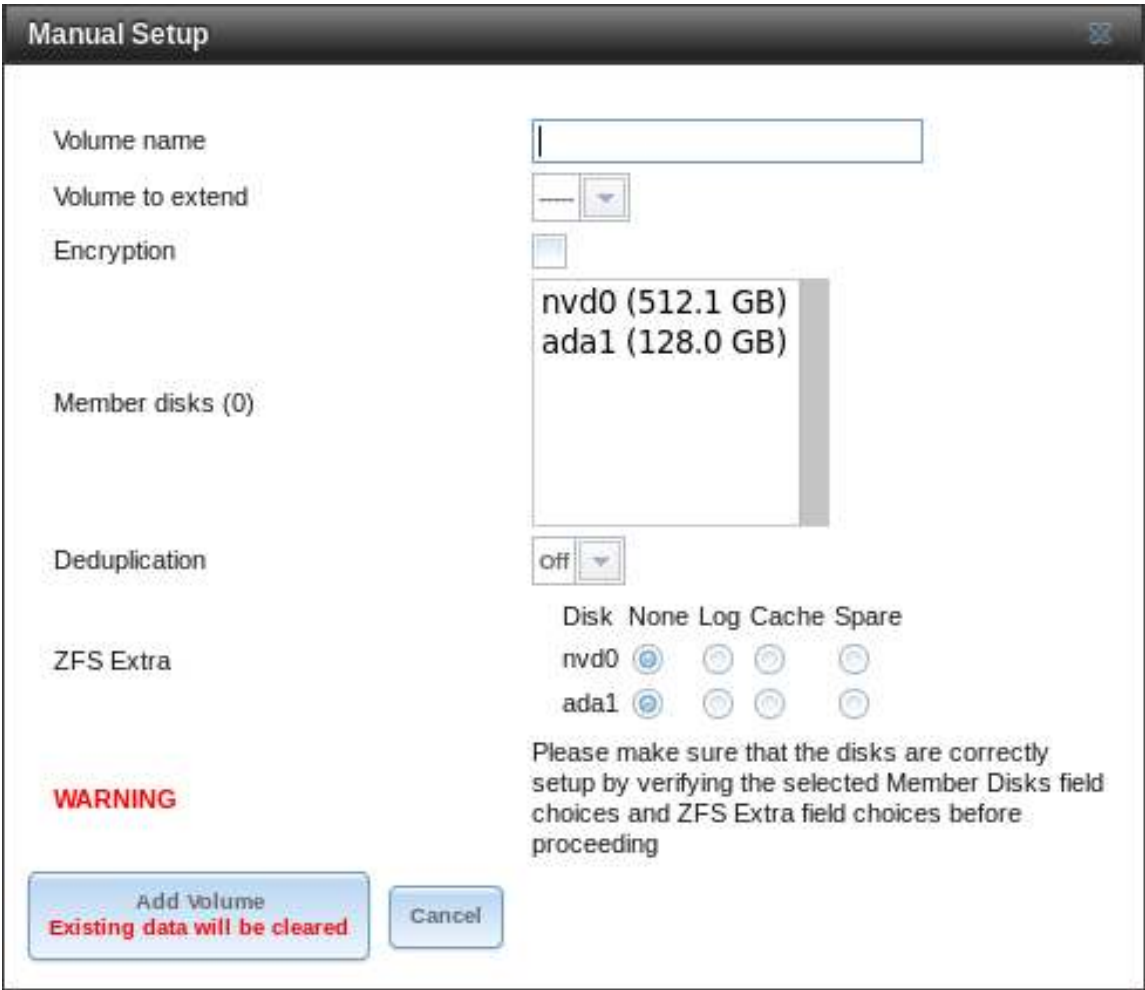 Manual Setup
Volume name
Volume to extend -----
Encryption
nvd0 (512.1 GB)
ada1 (128.0 GB)
Member disks (0)
Deduplication Off
Disk None Log Cache Spare
ZFS Extra
nvd0
ada1
WARNING
Please make sure that the disks are correctly
setup by verifying the selected Member Disks field
choices and ZFS Extra field choices before
proceeding
Add Volume
Existing data will be cleared
Cancel